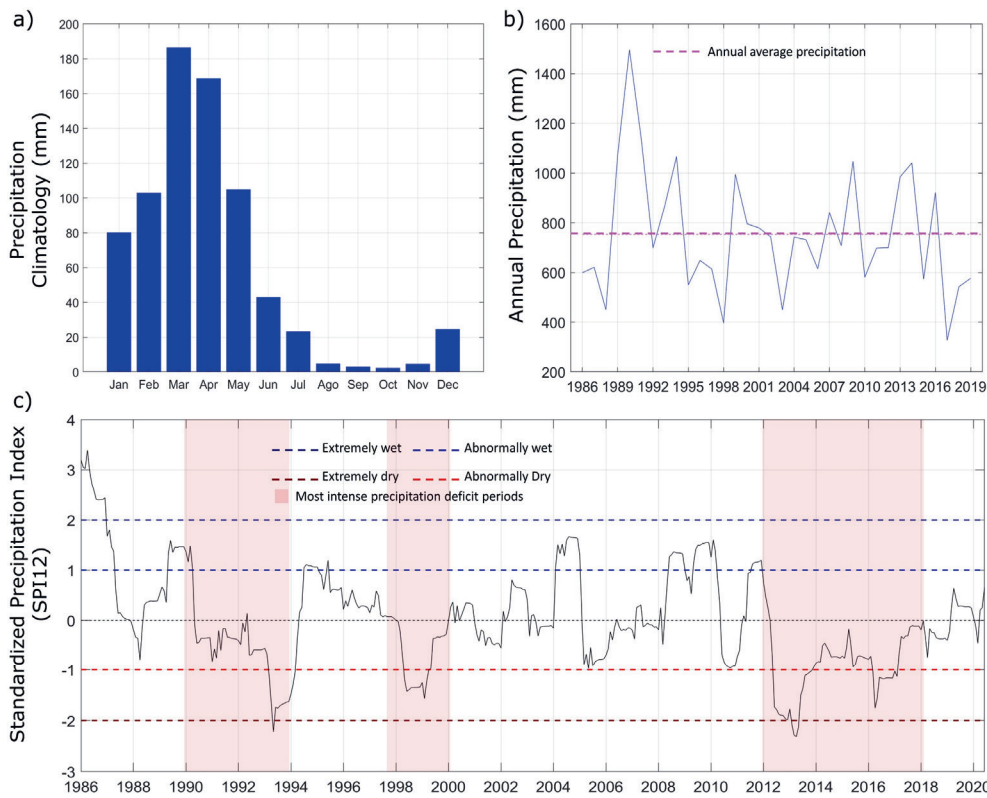 a)
Precipitation
Climatology (mm)
200
180
160
140
120
100
80
60
40
20
0
Jan Feb Mar Apr May Jun Jul Ago Sep Oct Nov Dec
b)
Annual Precipitation (mm)
1600
1400
1200
1000
800
600
400
200
Annual average precipitation
1986 1989 1992 1995 1998 2001 2004 2007 2010 2013 2016 2019
c)
Standardized Precipitation Index
(SPI12)
4
3
2
1
0
-1
-2
-3
Extremely wet Abnormally wet
Extremely dry Abnormally Dry
Most intense precipitation deficit periods
1986 1988 1990 1992 1994 1996 1998 2000 2002 2004 2006 2008 2010 2012 2014 2016 2018 2020